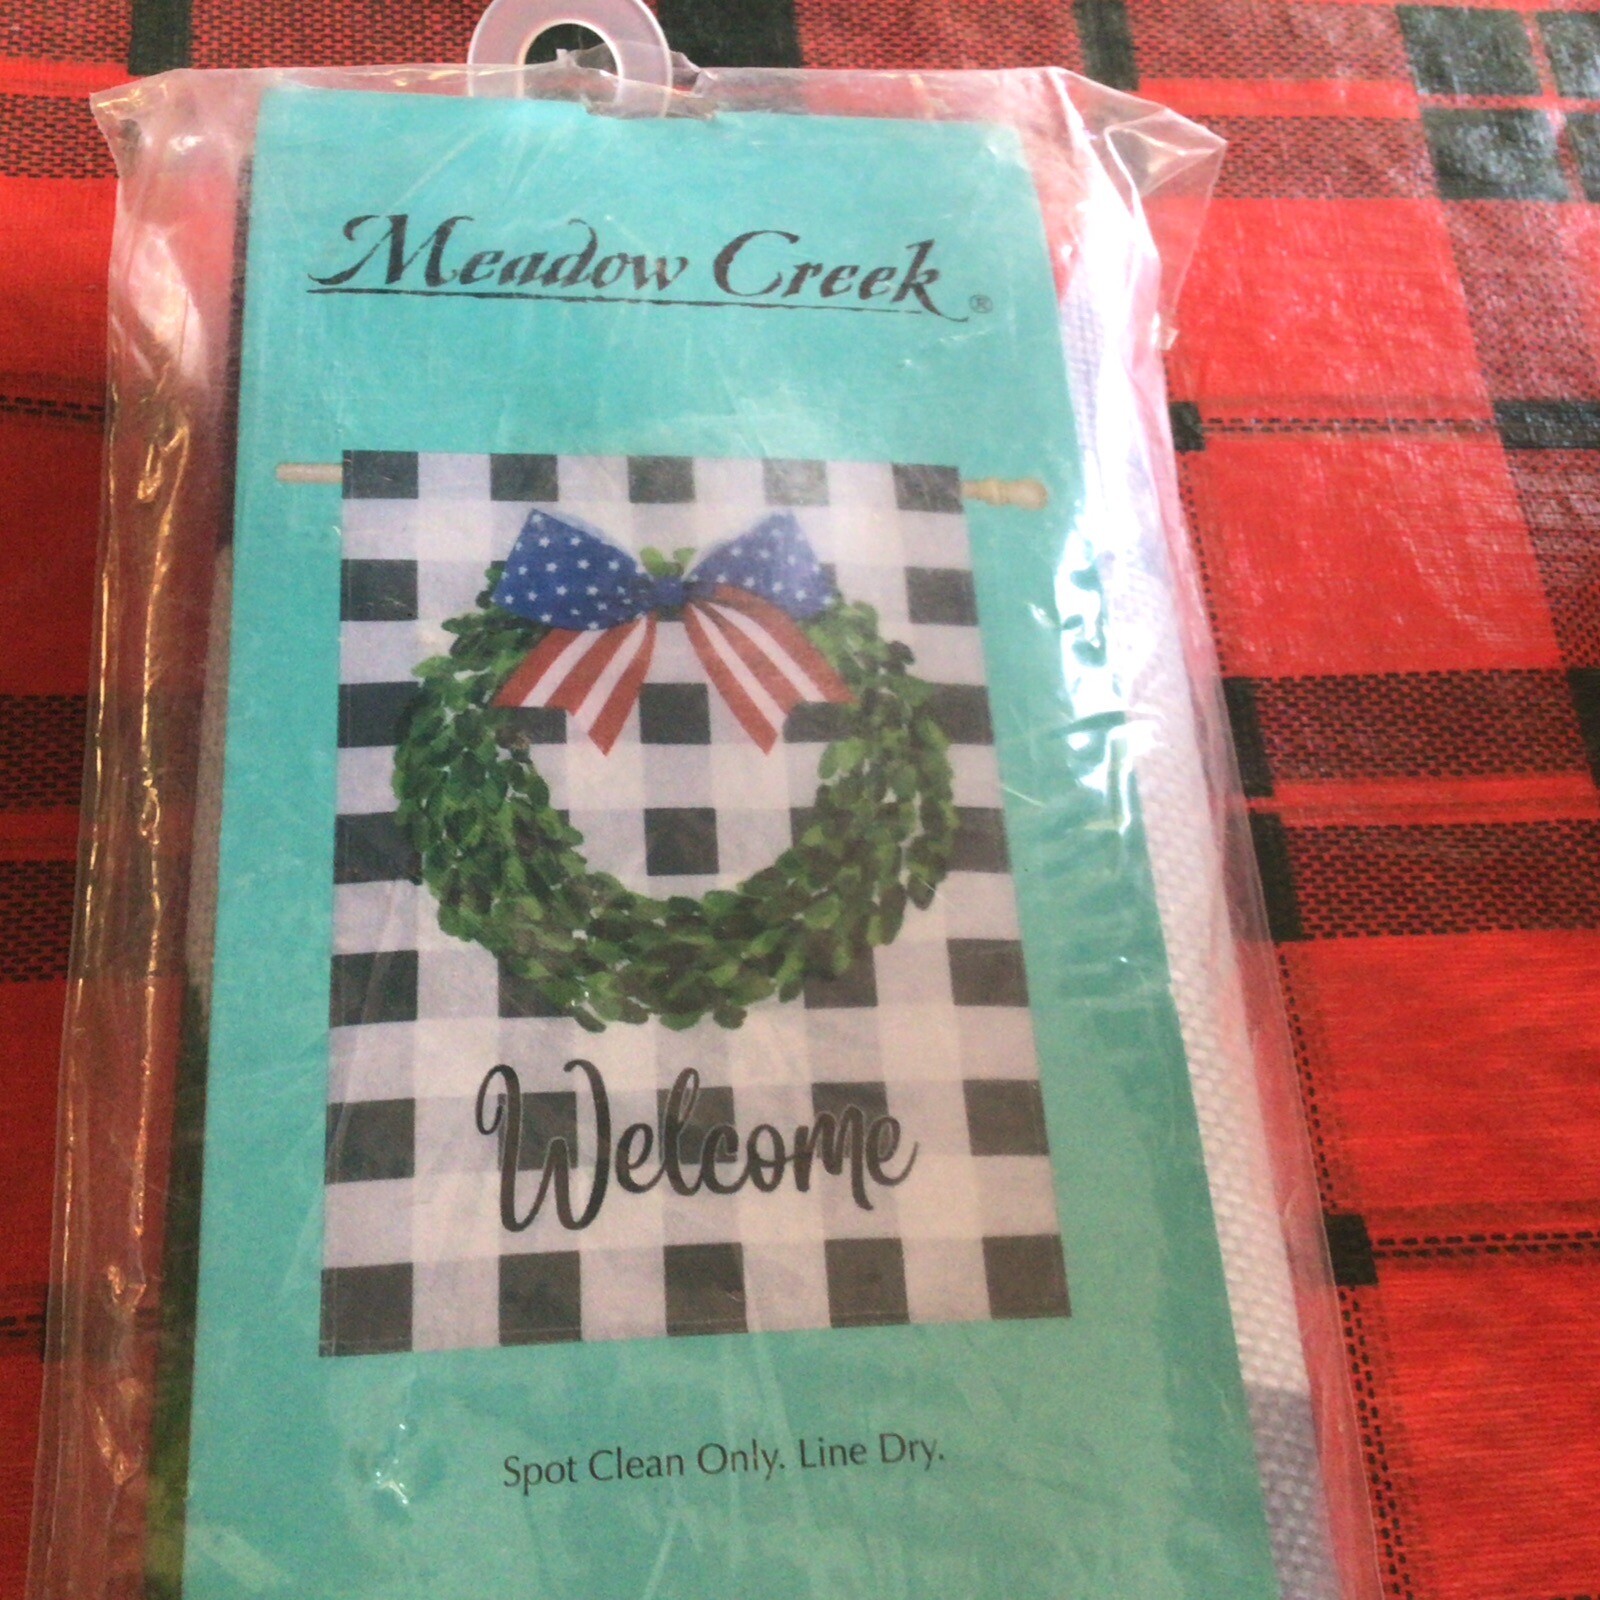 Meadow Creek®
Welcome
Spot Clean Only. Line Dry.